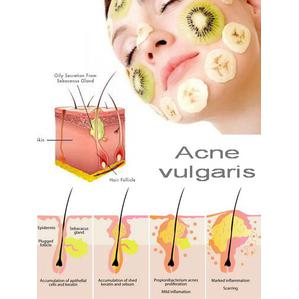 Oily Secretion From
Sebaceous Gland
Skin
Hair Follicle
Acne
vulgaris
Epidermis
Sebaceous
gland
Plugged
follicle
Accumulation of epithelial
cells and keratin
Accumulation of shed
keratin and sebum
Propionibacterium acnes
proliferation
Mild inflamation
Marked inflammation
Scarring